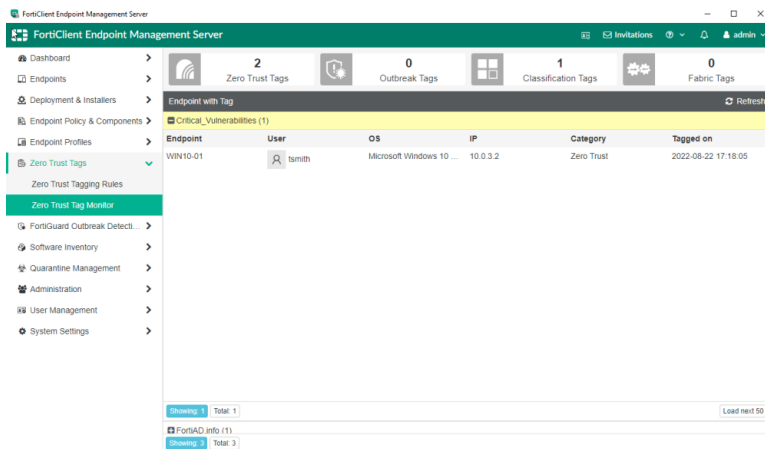 FortiClient Endpoint Management Server
FortiClient Endpoint Management Server
Invitations
admin
Dashboard
Endpoints
Deployment & Installers
Endpoint Policy & Components
Endpoint Profiles
Zero Trust Tags
Zero Trust Tagging Rules
Zero Trust Tag Monitor
FortiGuard Outbreak Detecti...
Software Inventory
Quarantine Management
Administration
User Management
System Settings
2
Zero Trust Tags
0
Outbreak Tags
1
Classification Tags
0
Fabric Tags
Endpoint with Tag Refresh
Critical_Vulnerabilities (1)
Endpoint User OS IP Category Tagged on
WIN10-01 tsmith Microsoft Windows 10 ... 10.0.3.2 Zero Trust 2022-08-22 17:18:05
Showing: 1 Total: 1 Load next 50
FortiAD.info (1)
Showing: 3 Total: 3